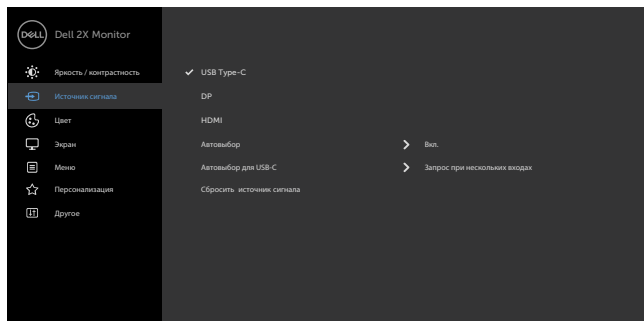 DELL
Dell 2X Monitor
Яркость / контрастность
Источник сигнала
Цвет
Экран
Меню
Персонализация
Другое
USB Type-C
DP
HDMI
Автовыбор
Вкл.
Автовыбор для USB-C
Запрос при нескольких входах
Сбросить источник сигнала